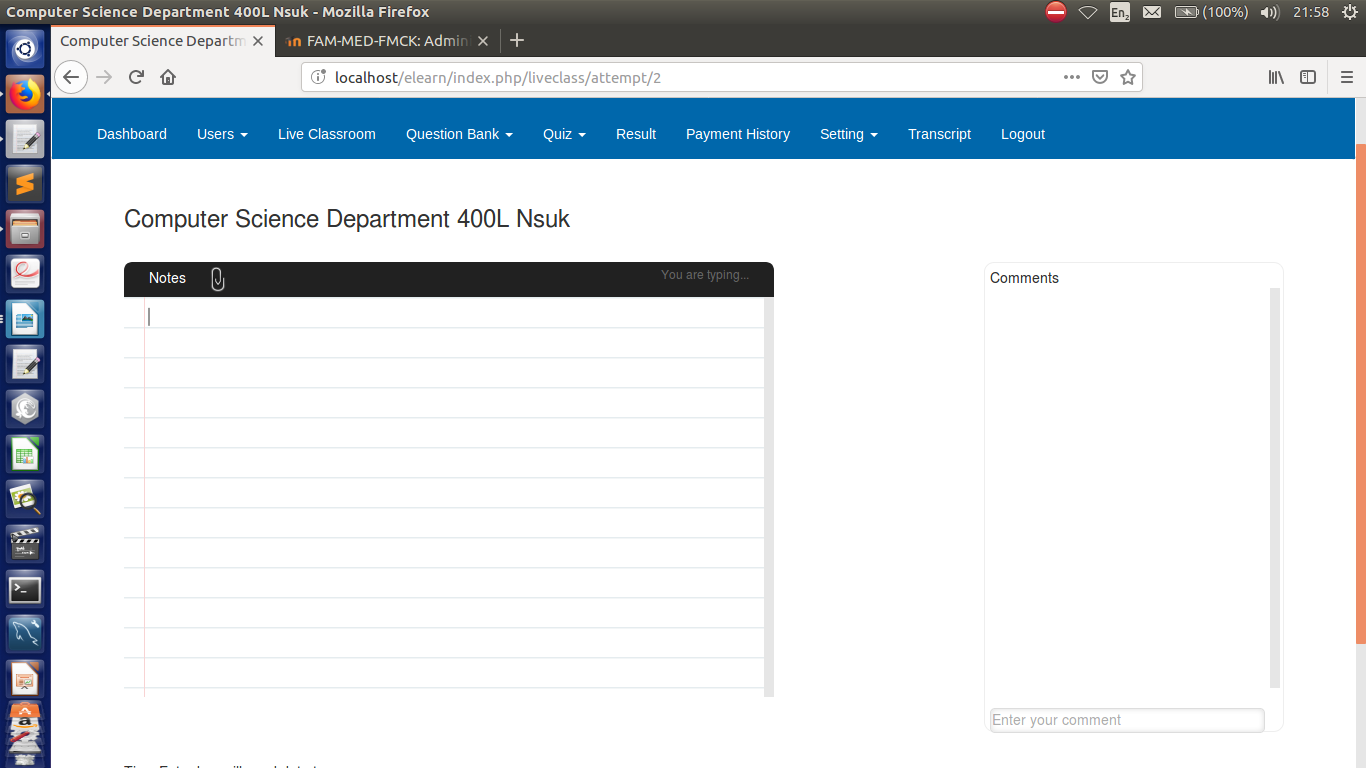 Computer Science Department 400L Nsuk - Mozilla Firefox
En2 (100%) 21:58
Computer Science Departm
FAM-MED-FMCK: Admin
localhost/elearn/index.php/liveclass/attempt/2
Dashboard Users Live Classroom Question Bank Quiz Result Payment History Setting Transcript Logout
Computer Science Department 400L Nsuk
Notes You are typing... Comments
Enter your comment